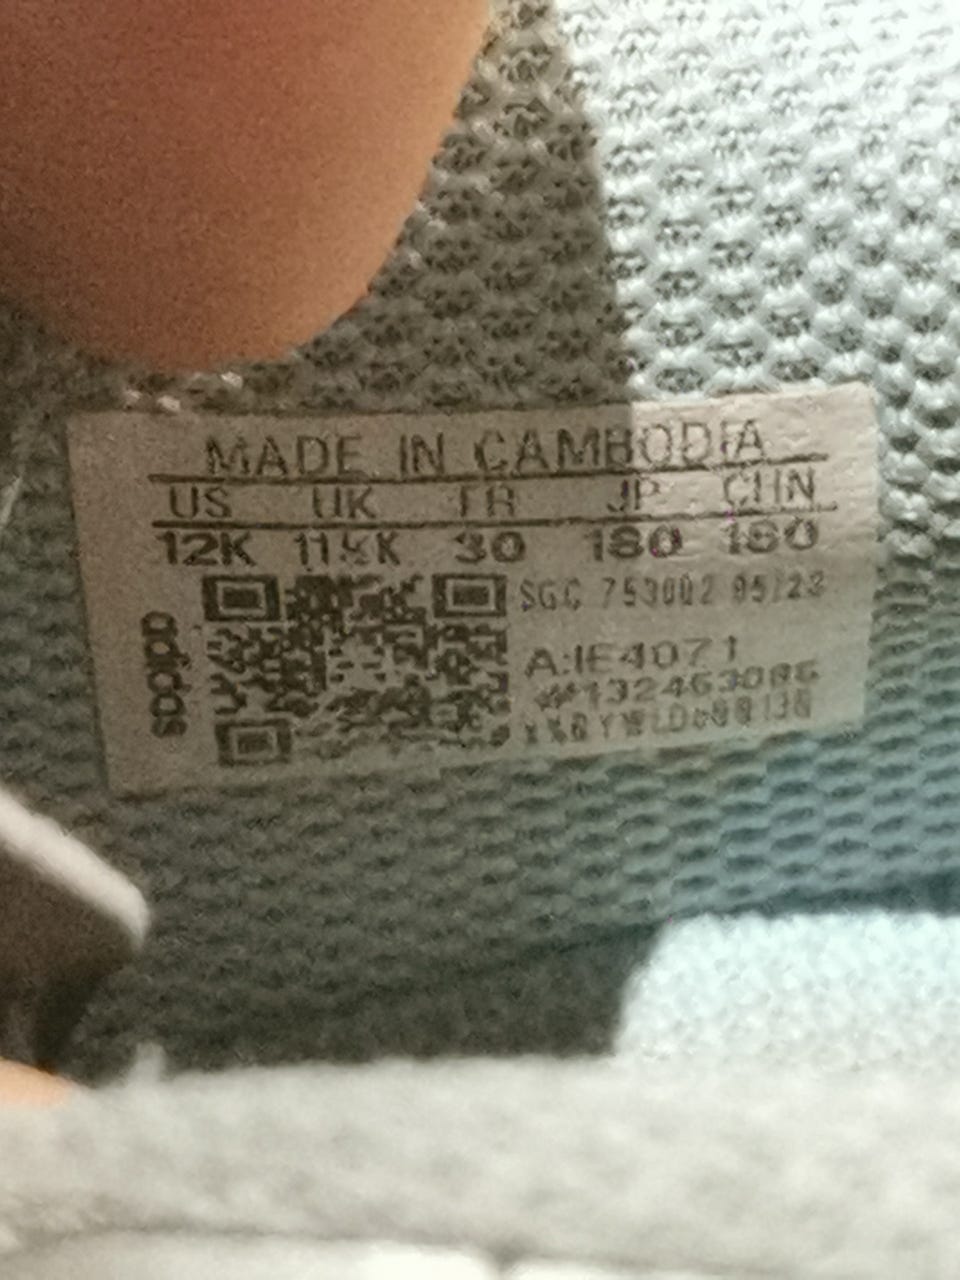 MADE IN CAMBODIA
US UK FR JP CHN
12K 11½K 30 180 180
adidas
SGC 753002 05/23
A:IE4071